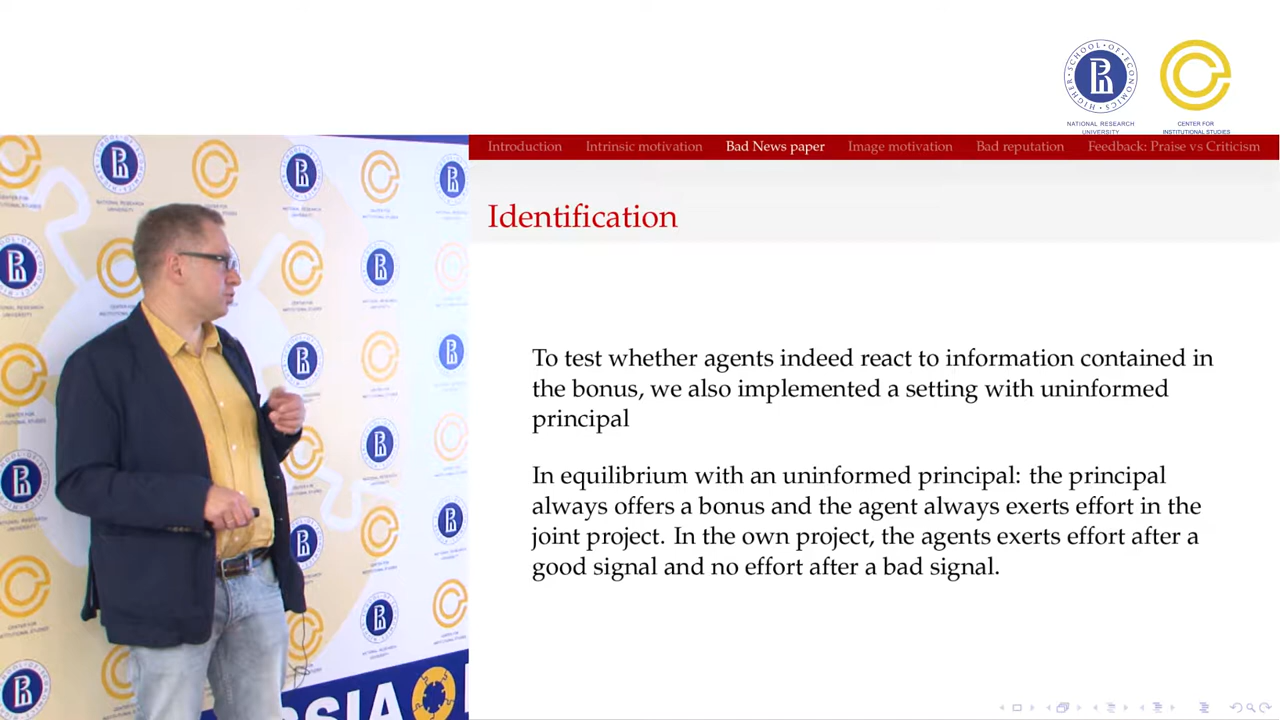 HIGHER SCHOOL OF ECONOMICS
NATIONAL RESEARCH
UNIVERSITY
CENTER FOR
INSTITUTIONAL STUDIES
Introduction
Intrinsic motivation
Bad News paper
Image motivation
Bad reputation
Feedback: Praise vs Criticism
Identification
To test whether agents indeed react to information contained in
the bonus, we also implemented a setting with uninformed
principal
In equilibrium with an uninformed principal: the principal
always offers a bonus and the agent always exerts effort in the
joint project. In the own project, the agents exerts effort after a
good signal and no effort after a bad signal.